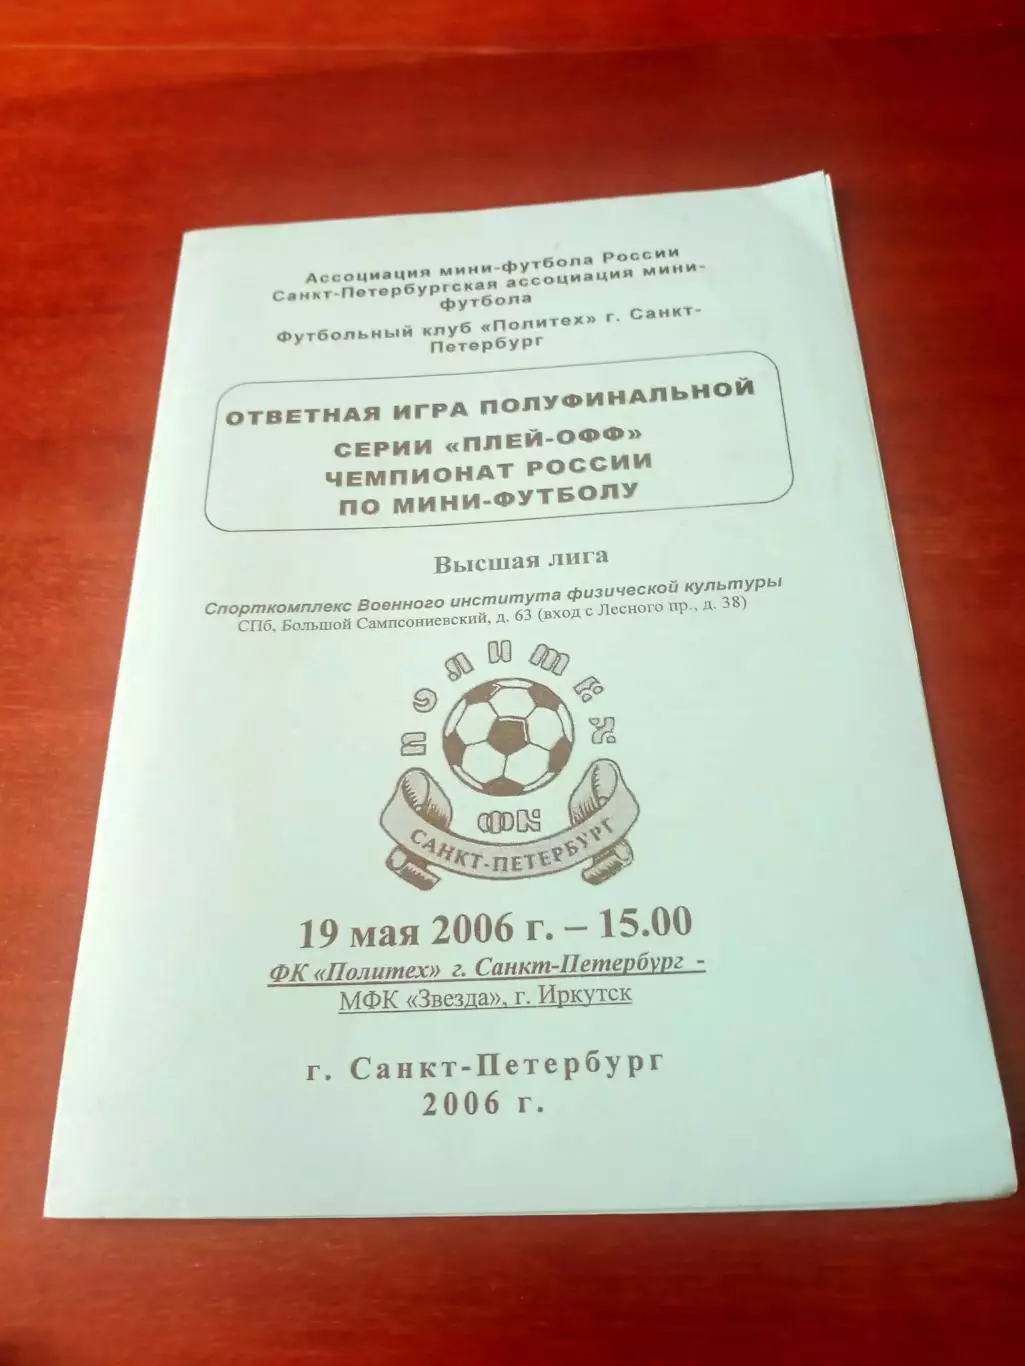 Ассоциация мини-футбола России
Санкт-Петербургская ассоциация мини-
футбола
Футбольный клуб «Политех» г. Санкт-
Петербург
ОТВЕТНАЯ ИГРА ПОЛУФИНАЛЬНОЙ
СЕРИИ «ПЛЕЙ-ОФФ»
ЧЕМПИОНАТ РОССИИ
ПО МИНИ-ФУТБОЛУ
Высшая лига
Спорткомплекс Военного института физической культуры
СПб, Большой Сампсониевский, д. 63 (вход с Лесного пр., д. 38)
ПОЛИТЕХ
ФК
САНКТ-ПЕТЕРБУРГ
19 мая 2006 г. – 15.00
ФК «Политех» г. Санкт-Петербург -
МФК «Звезда», г. Иркутск
г. Санкт-Петербург
2006 г.